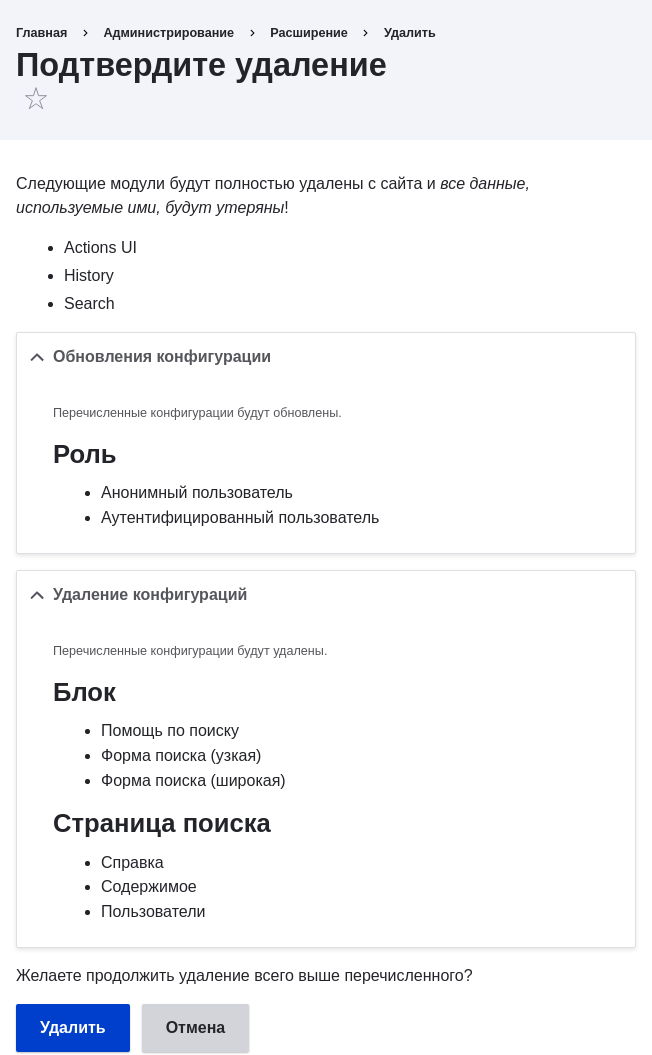 Главная > Администрирование > Расширение > Удалить
Подтвердите удаление
Следующие модули будут полностью удалены с сайта и все данные,
используемые ими, будут утеряны!
Actions UI
History
Search
Обновления конфигурации
Перечисленные конфигурации будут обновлены.
Роль
Анонимный пользователь
Аутентифицированный пользователь
Удаление конфигураций
Перечисленные конфигурации будут удалены.
Блок
Помощь по поиску
Форма поиска (узкая)
Форма поиска (широкая)
Страница поиска
Справка
Содержимое
Пользователи
Желаете продолжить удаление всего выше перечисленного?
Удалить Отмена